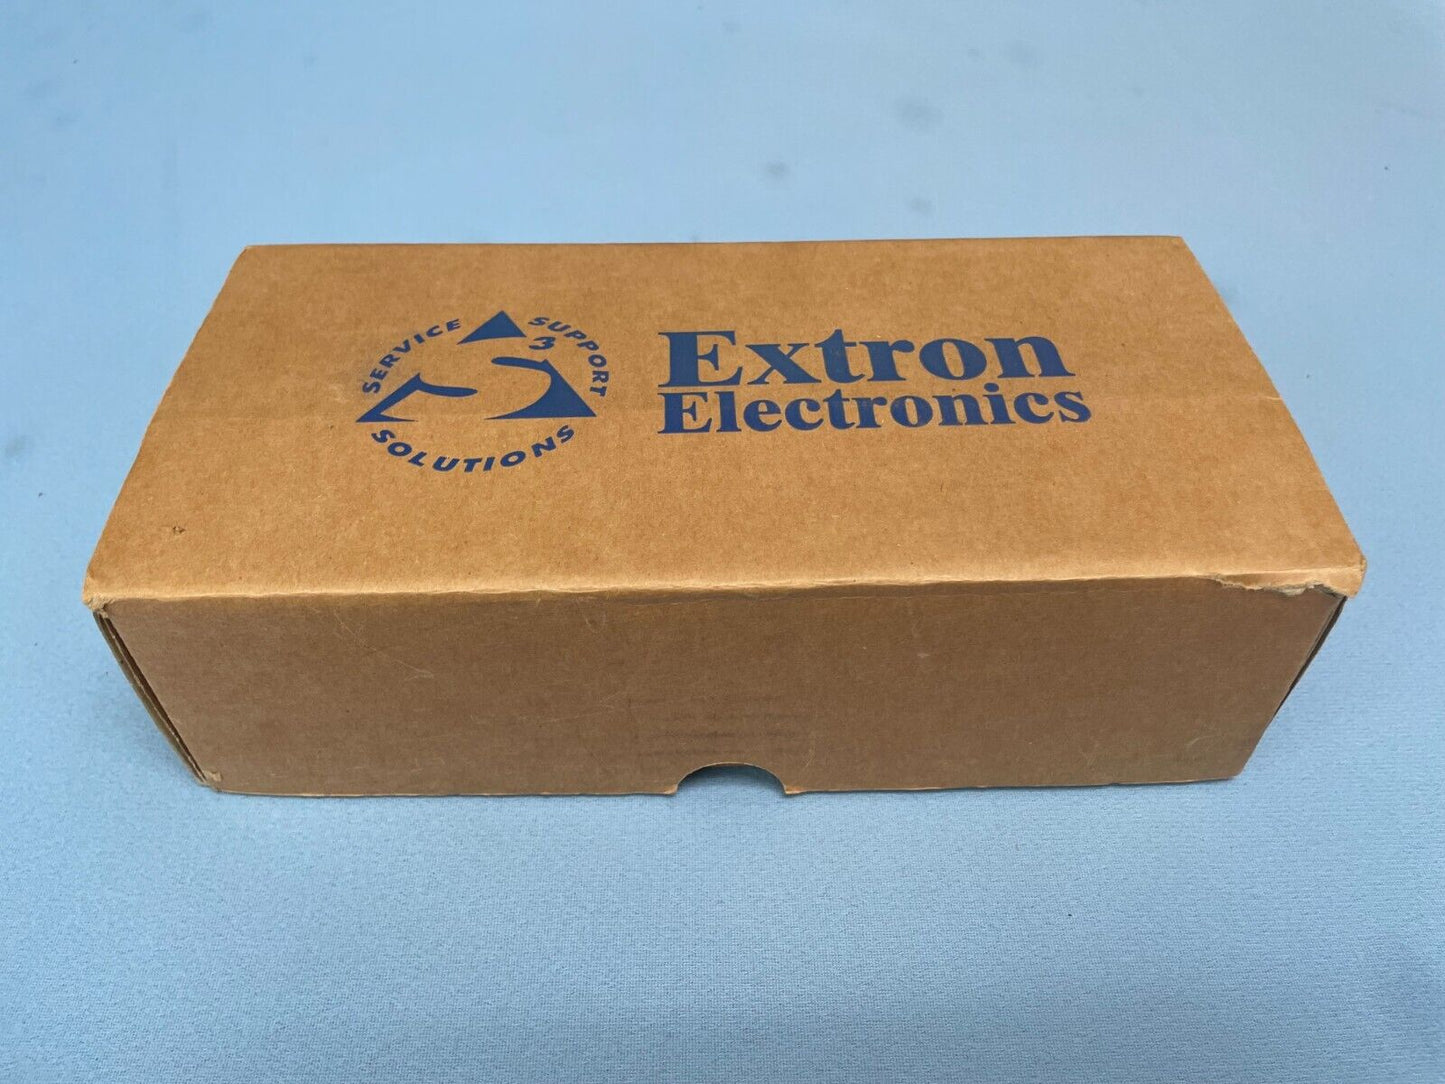 SERVICE
SUPPORT
3
SOLUTIONS
Extron
Electronics